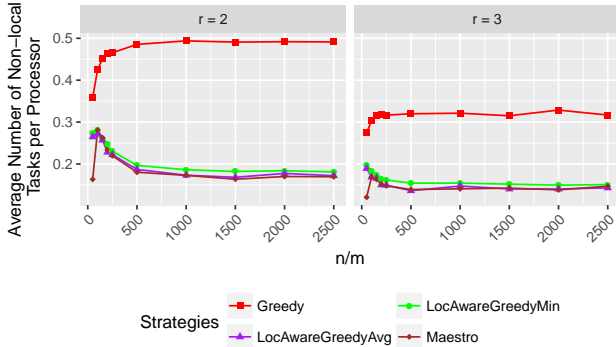 r = 2
r = 3
Average Number of Non-local
Tasks per Processor
0.5
0.4
0.3
0.2
0
500
1000
1500
2000
2500
0
500
1000
1500
2000
2500
n/m
Strategies
Greedy
LocAwareGreedyMin
LocAwareGreedyAvg
Maestro